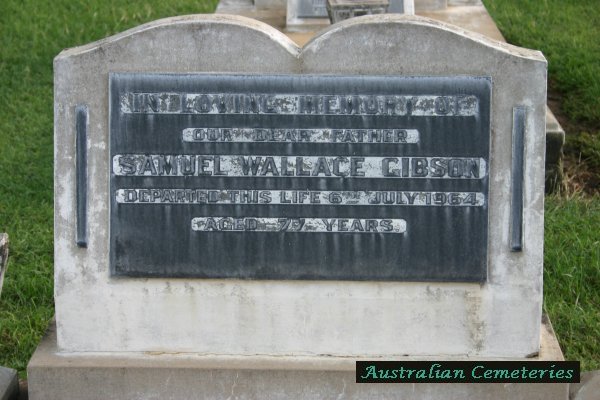 IN LOVING MEMORY OF
OUR DEAR FATHER
SAMUEL WALLACE GIBSON
DEPARTED THIS LIFE 6TH JULY 1964
AGED 77 YEARS
Australian Cemeteries